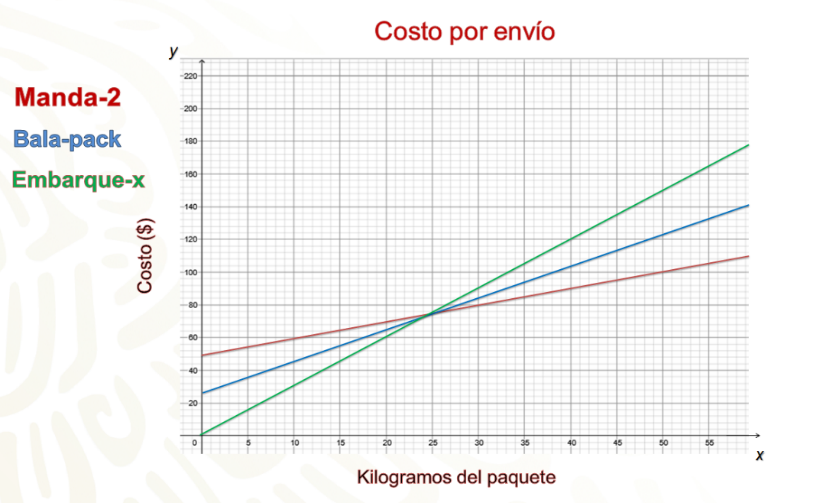 Costo por envío
y
Manda-2
Bala-pack
Embarque-x
Costo ($)
220
200
180
160
140
120
100
80
60
40
20
0 5 10 15 20 25 30 35 40 45 50 55
x
Kilogramos del paquete